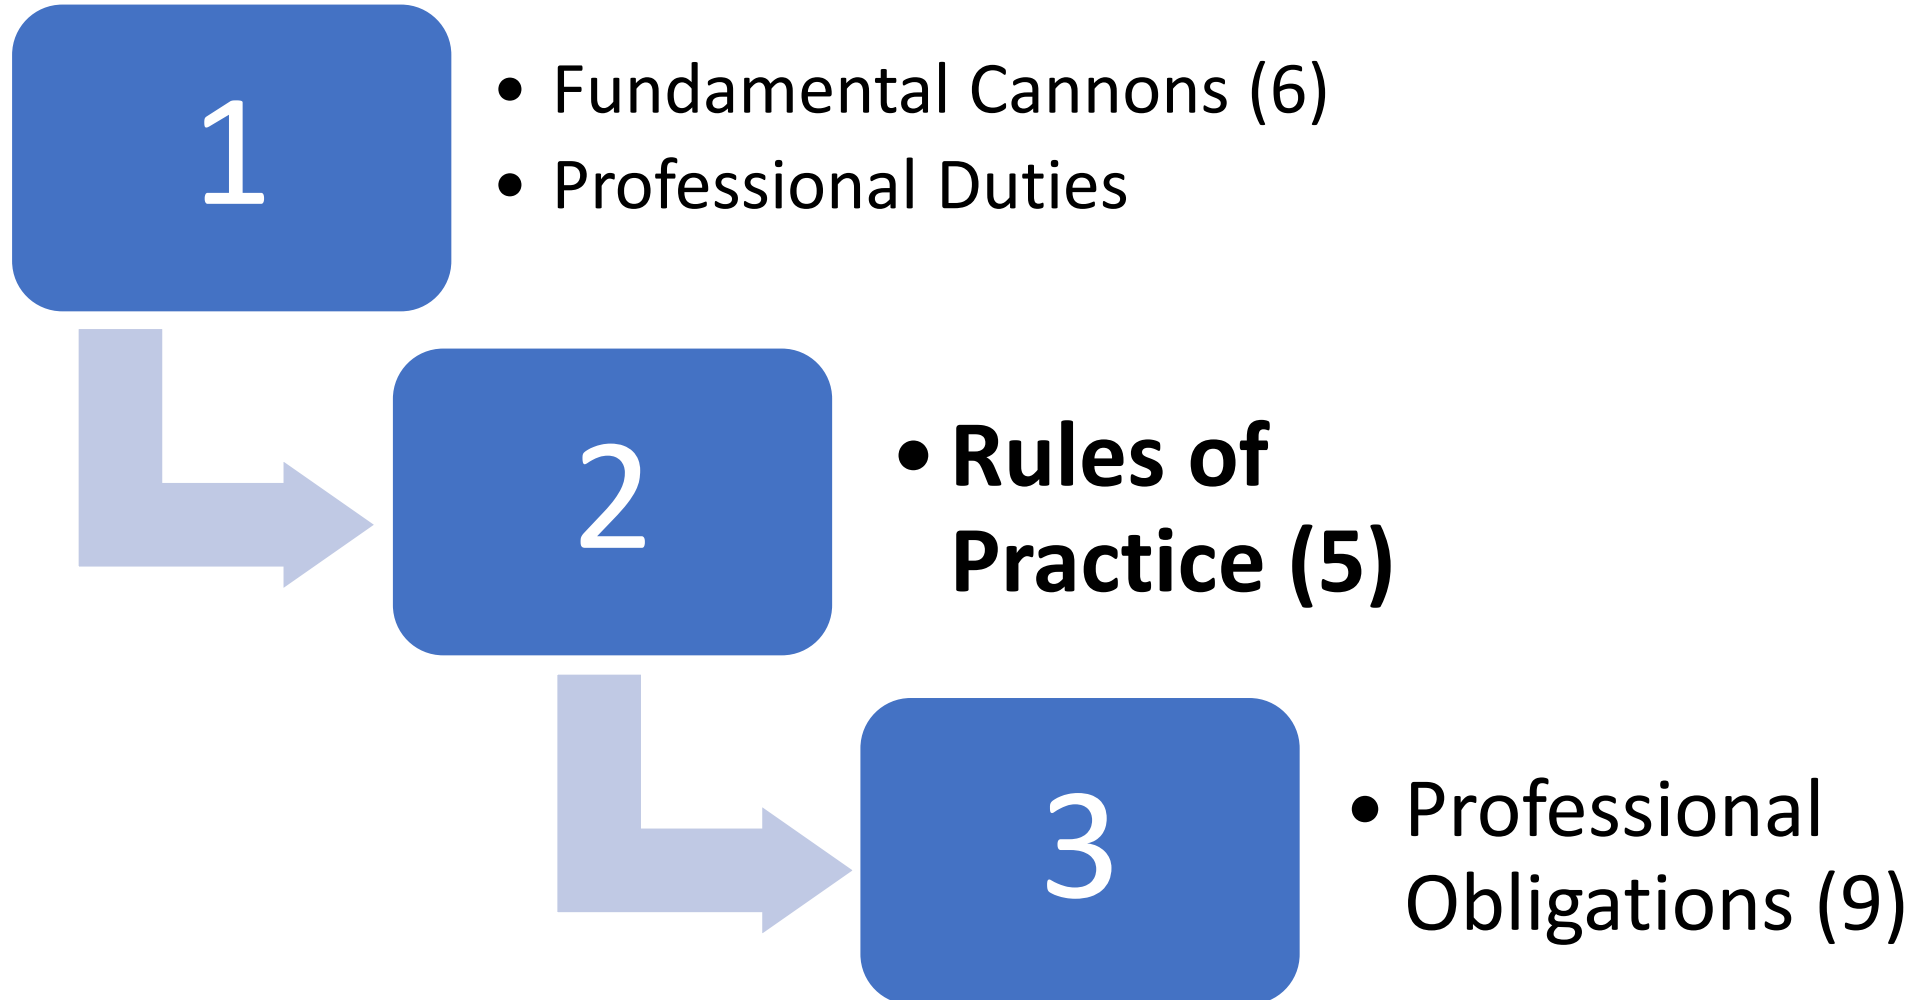 1
• Fundamental Cannons (6)
• Professional Duties
2
• Rules of
Practice (5)
3
• Professional
Obligations (9)